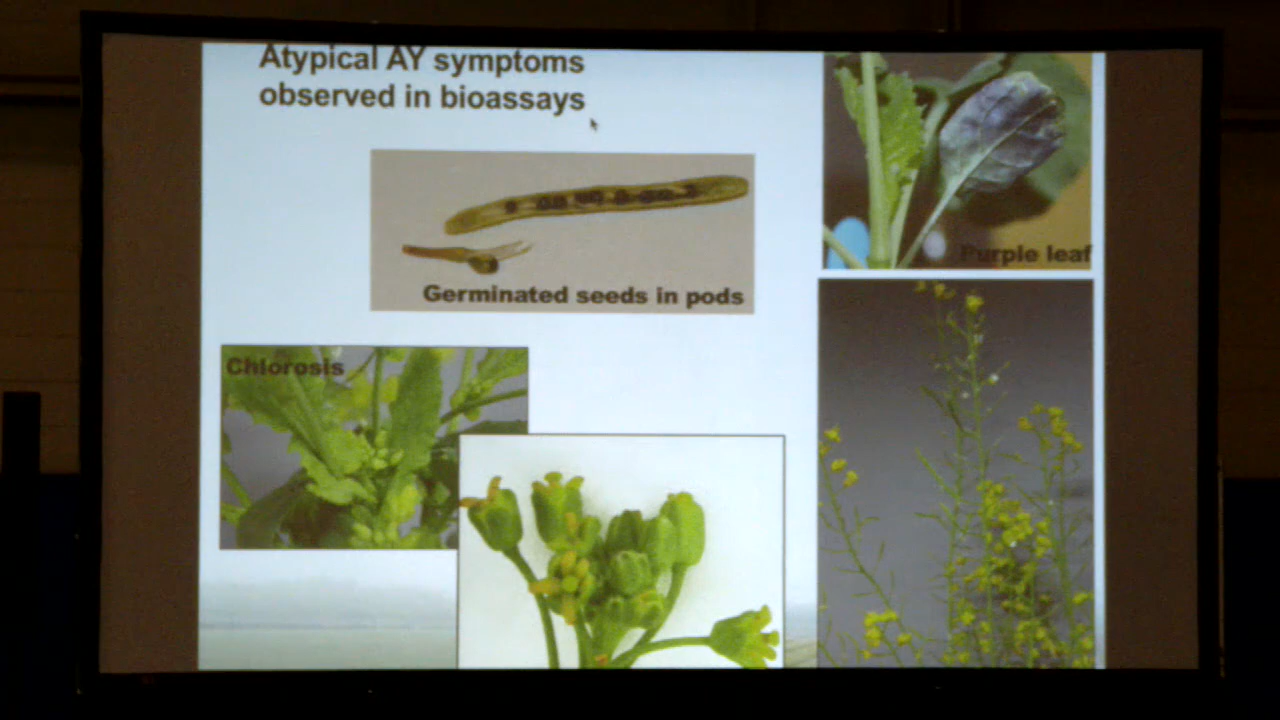 Atypical AY symptoms
observed in bioassays
Purple leaf
Germinated seeds in pods
Chlorosis